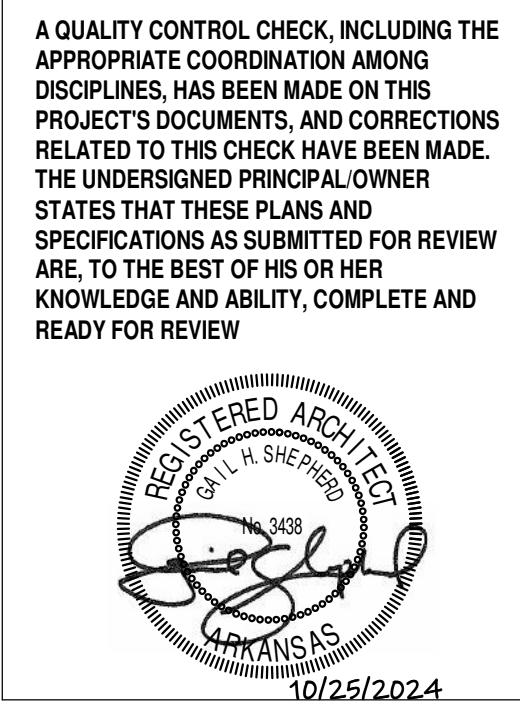 A QUALITY CONTROL CHECK, INCLUDING THE
APPROPRIATE COORDINATION AMONG
DISCIPLINES, HAS BEEN MADE ON THIS
PROJECT'S DOCUMENTS, AND CORRECTIONS
RELATED TO THIS CHECK HAVE BEEN MADE.
THE UNDERSIGNED PRINCIPAL/OWNER
STATES THAT THESE PLANS AND
SPECIFICATIONS AS SUBMITTED FOR REVIEW
ARE, TO THE BEST OF HIS OR HER
KNOWLEDGE AND ABILITY, COMPLETE AND
READY FOR REVIEW
REGISTERED ARCHITECT
GAIL H. SHEPHERD
No. 3438
ARKANSAS
10/25/2024